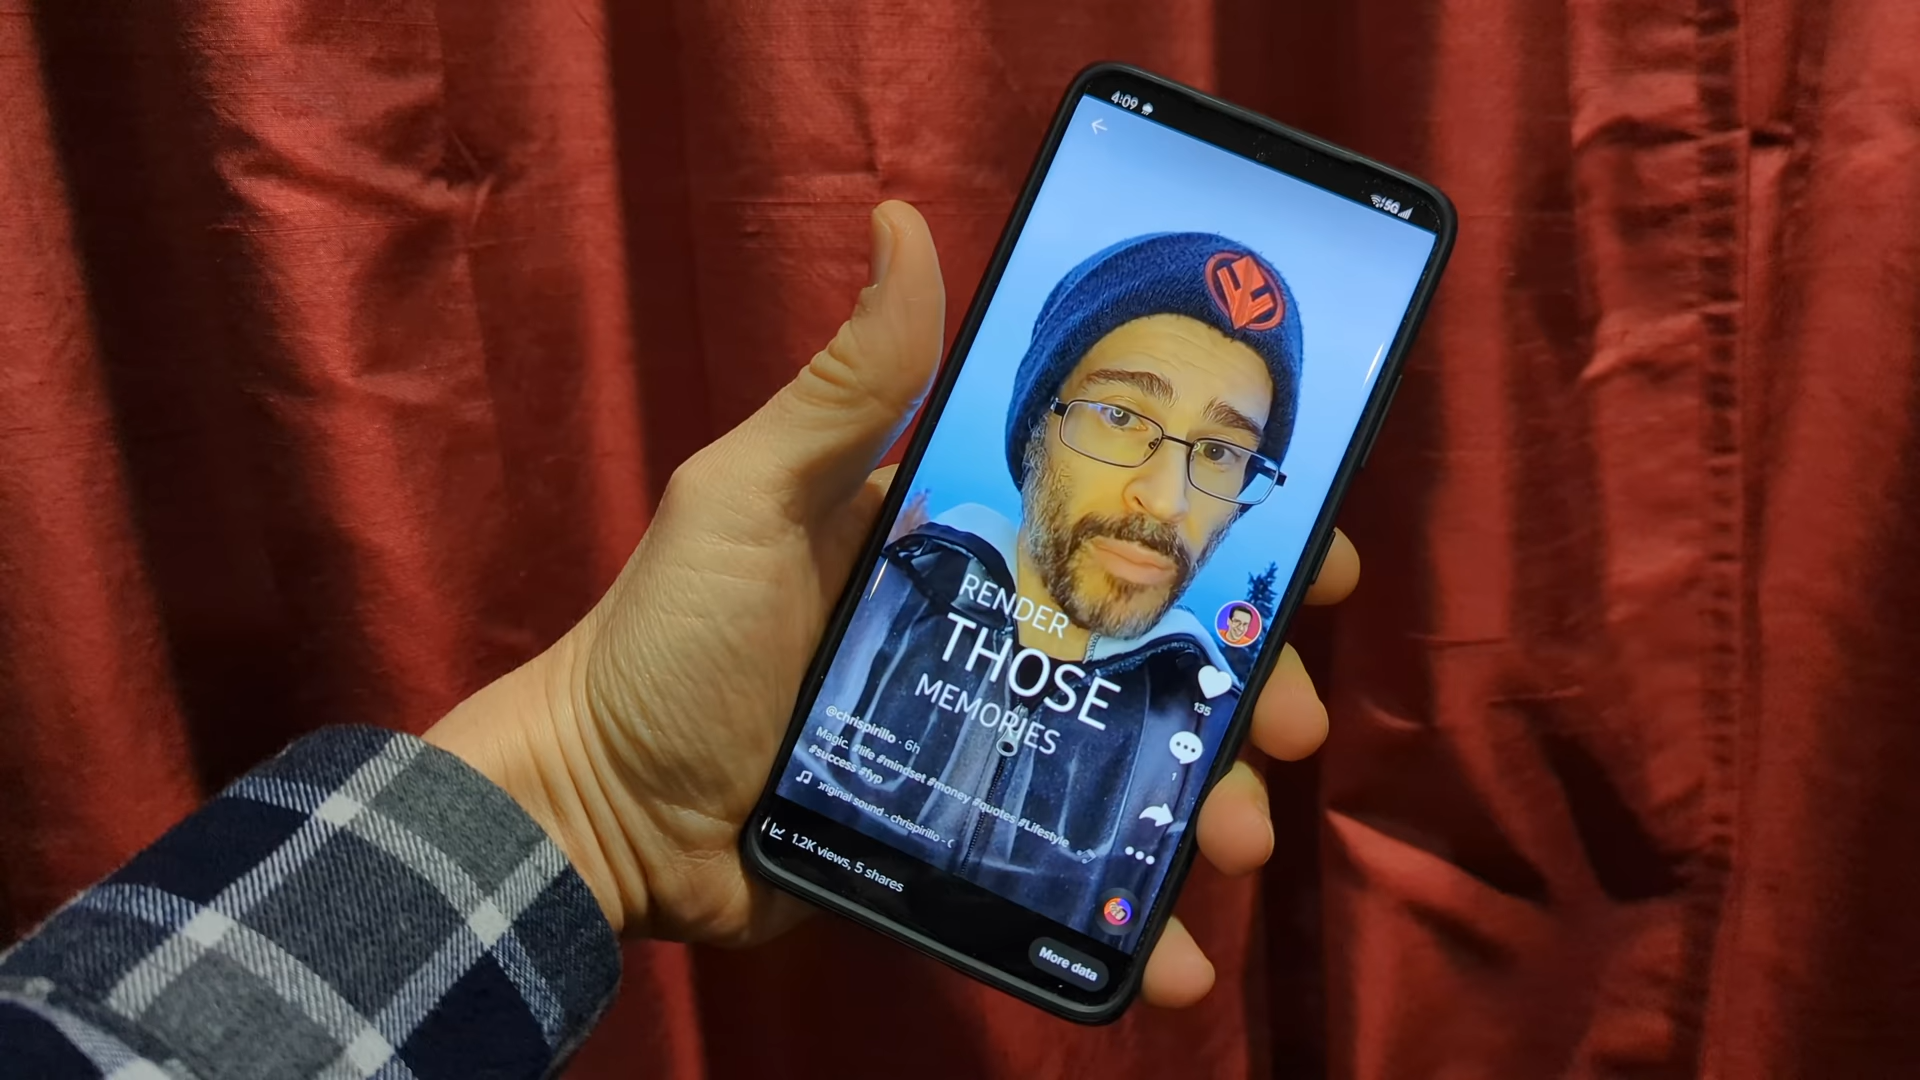 4:09
5G
RENDER
THOSE
MEMORIES
135
1
@chrispirillo · 6h
Magic. #life #mindset #money #quotes #Lifestyle
#success #fyp
original sound - chrispirillo - C
1.2K views, 5 shares
More data